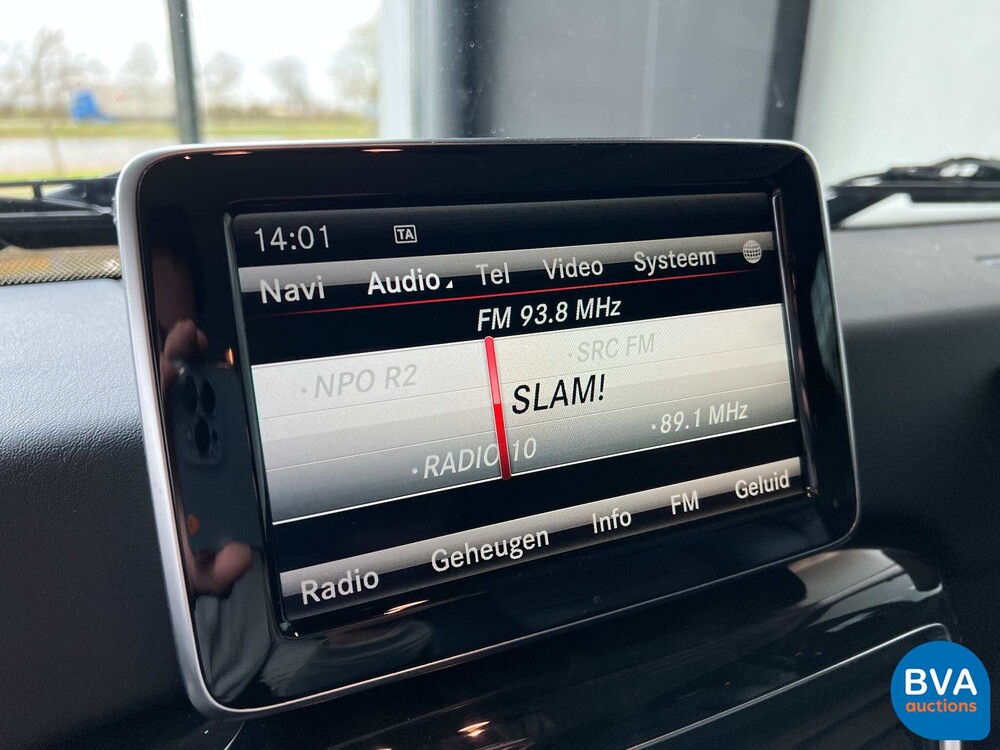 14:01 TA
Navi Audio Tel Video Systeem
FM 93.8 MHz
·NPO R2 ·SRC FM
SLAM!
·RADIO 10 ·89.1 MHz
Radio Geheugen Info FM Geluid
BVA
auctions